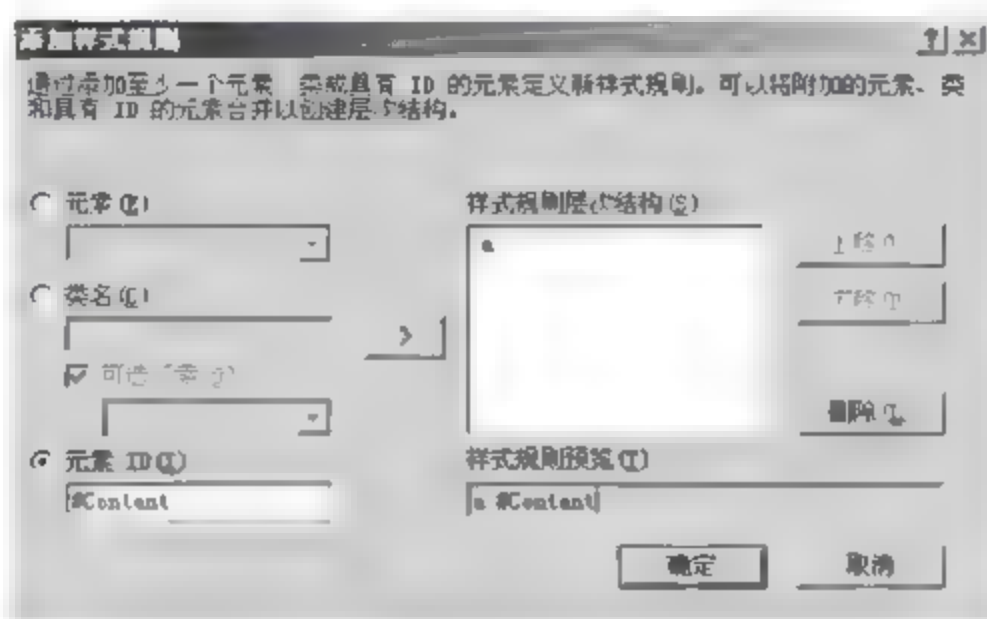 添加样式规则
通过添加至少一个元素、类或具有 ID 的元素定义新样式规则。可以将附加的元素、类
和具有 ID 的元素合并以创建层次结构。
元素(E)
样式规则层次结构(S)
a
上移
类名(C)
下移
>
可选元素
删除(L)
元素 ID(I)
样式规则预览(T)
#Content
a #Content
确定
取消